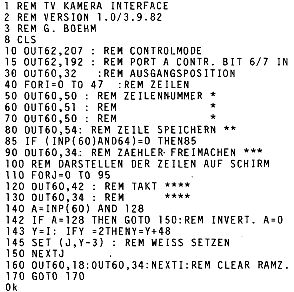 1 REM TV KAMERA INTERFACE
2 REM VERSION 1.0/3.9.82
3 REM G. BOEHM
8 CLS
10 OUT62,207 : REM CONTROLMODE
15 OUT62,192 : REM PORT A CONTR. BIT 6/7 IN
30 OUT60,32 :REM AUSGANGSPOSITION
40 FORI=0 TO 47 :REM ZEILEN
50 OUT60,50 : REM ZEILENNUMMER *
60 OUT60,51 : REM *
70 OUT60,50 : REM *
80 OUT60,54: REM ZEILE SPEICHERN **
85 IF (INP(60)AND64)=0 THEN85
90 OUT60,34: REM ZAEHLER FREIMACHEN ***
100 REM DARSTELLEN DER ZEILEN AUF SCHIRM
110 FORJ=0 TO 95
120 OUT60,42 : REM TAKT ****
130 OUT60,34 : REM ****
140 A=INP(60) AND 128
142 IF A=128 THEN GOTO 150:REM INVERT. A=0
143 Y=I: IFY =2THENY=Y+48
145 SET (J,Y-3) : REM WEISS SETZEN
150 NEXTJ
160 OUT60,18:OUT60,34:NEXTI:REM CLEAR RAMZ.
170 GOTO 170
Ok